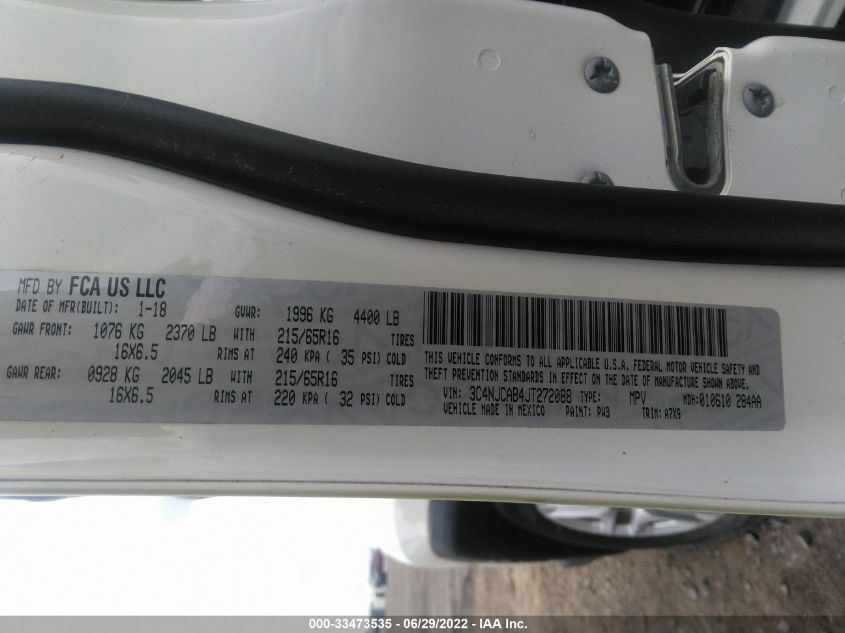 MFD BY FCA US LLC
DATE OF MFR(BUILT): 1-18 GVWR: 1996 KG 4400 LB
GAWR FRONT: 1076 KG 2370 LB WITH 215/65R16 TIRES
16X6.5 RIMS AT 240 KPA ( 35 PSI) COLD
GAWR REAR: 0928 KG 2045 LB WITH 215/65R16 TIRES
16X6.5 RIMS AT 220 KPA ( 32 PSI) COLD
THIS VEHICLE CONFORMS TO ALL APPLICABLE U.S.A. FEDERAL MOTOR VEHICLE SAFETY AND
THEFT PREVENTION STANDARDS IN EFFECT ON THE DATE OF MANUFACTURE SHOWN ABOVE.
VIN: 3C4NJCAB4JT272088 TYPE: MPV MDH:010610 284AA
VEHICLE MADE IN MEXICO PAINT: PW3 TRIM: A7X9
000-33473535 - 06/29/2022 - IAA Inc.